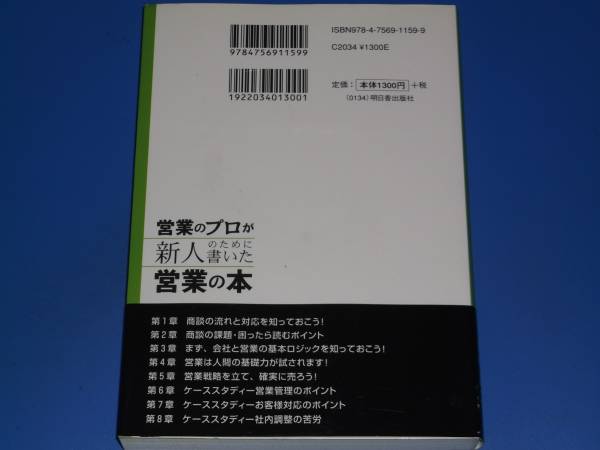 ISBN978-4-7569-1159-9
C2034 ¥1300E
9784756911599
定価： 本体1300円 +税
(0134)明日香出版社
1922034013001
営業のプロが
新人のために書いた
営業の本
第1章 商談の流れと対応を知っておこう!
第2章 商談の課題・困ったら読むポイント
第3章 まず、会社と営業の基本ロジックを知っておこう!
第4章 営業は人間の基礎力が試されます!
第5章 営業戦略を立て、確実に売ろう!
第6章 ケーススタディー営業管理のポイント
第7章 ケーススタディーお客様対応のポイント
第8章 ケーススタディー社内調整の苦労